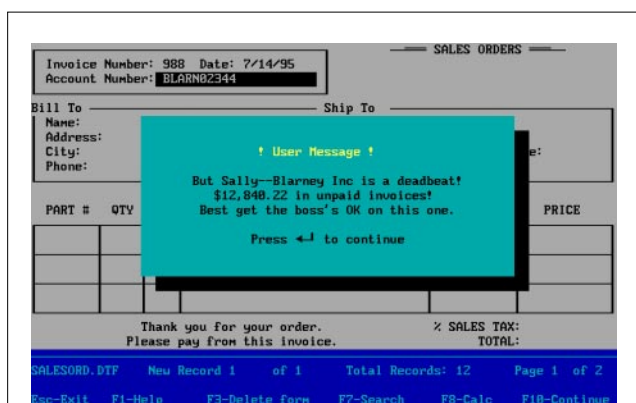 SALES ORDERS
Invoice Number: 988 Date: 7/14/95
Account Number: BLARN02344
Bill To
Ship To
Name:
Address:
City:
e:
Phone:
! User Message !
But Sally--Blarney Inc is a deadbeat!
$12,840.22 in unpaid invoices!
Best get the boss's OK on this one.
Press ↵ to continue
PART # QTY PRICE
Thank you for your order. % SALES TAX:
Please pay from this invoice. TOTAL:
SALESORD.DTF New Record 1 of 1 Total Records: 12 Page 1 of 2
Esc-Exit F1-Help F3-Delete form F7-Search F8-Calc F10-Continue